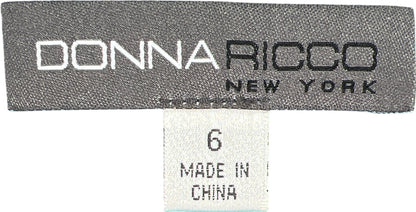 DONNA RICCO
NEW YORK
6
MADE IN
CHINA